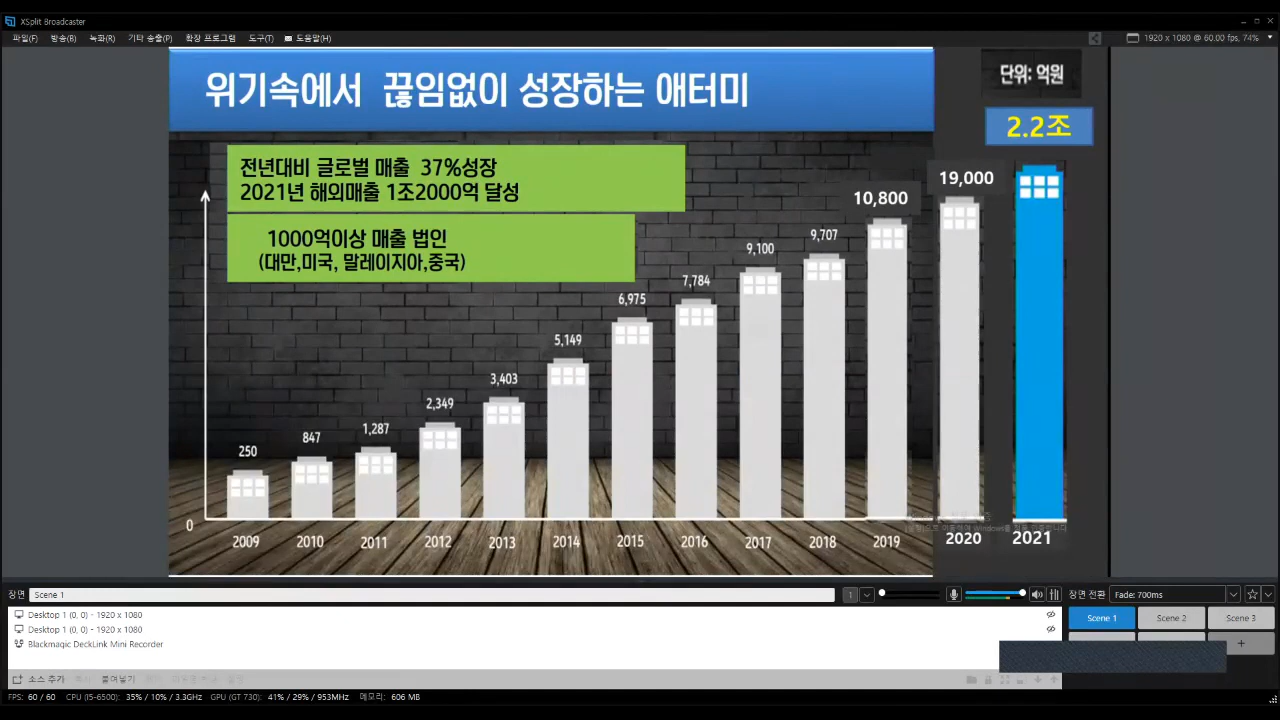 XSplit Broadcaster
파일(F) 방송(B) 녹화(R) 기타 송출(P) 확장 프로그램 도구(T) 도움말(H)
1920 x 1080 @ 60.00 fps, 74%
위기속에서 끊임없이 성장하는 애터미
단위: 억원
2.2조
전년대비 글로벌 매출 37%성장
2021년 해외매출 1조2000억 달성
1000억이상 매출 법인
(대만,미국, 말레이지아,중국)
250
847
1,287
2,349
3,403
5,149
6,975
7,784
9,100
9,707
10,800
19,000
0
2009 2010 2011 2012 2013 2014 2015 2016 2017 2018 2019 2020 2021
장면 Scene 1
1
장면 전환 Fade: 700ms
Desktop 1 (0, 0) - 1920 x 1080
Desktop 1 (0, 0) - 1920 x 1080
Blackmagic DeckLink Mini Recorder
Scene 1 Scene 2 Scene 3
소스 추가 붙여넣기
FPS: 60 / 60 CPU (I5-6500): 35% / 10% / 3.3GHz GPU (GT 730): 41% / 29% / 953MHz 메모리: 606 MB